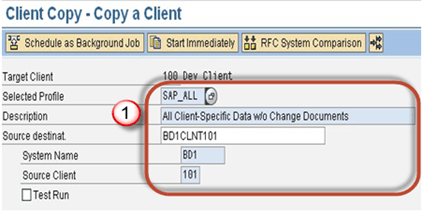 Client Copy - Copy a Client
Schedule as Background Job Start Immediately RFC System Comparison
Target Client 100 Dev Client
Selected Profile SAP_ALL
Description All Client-Specific Data w/o Change Documents
Source destinat. BD1CLNT101
System Name BD1
Source Client 101
Test Run
1